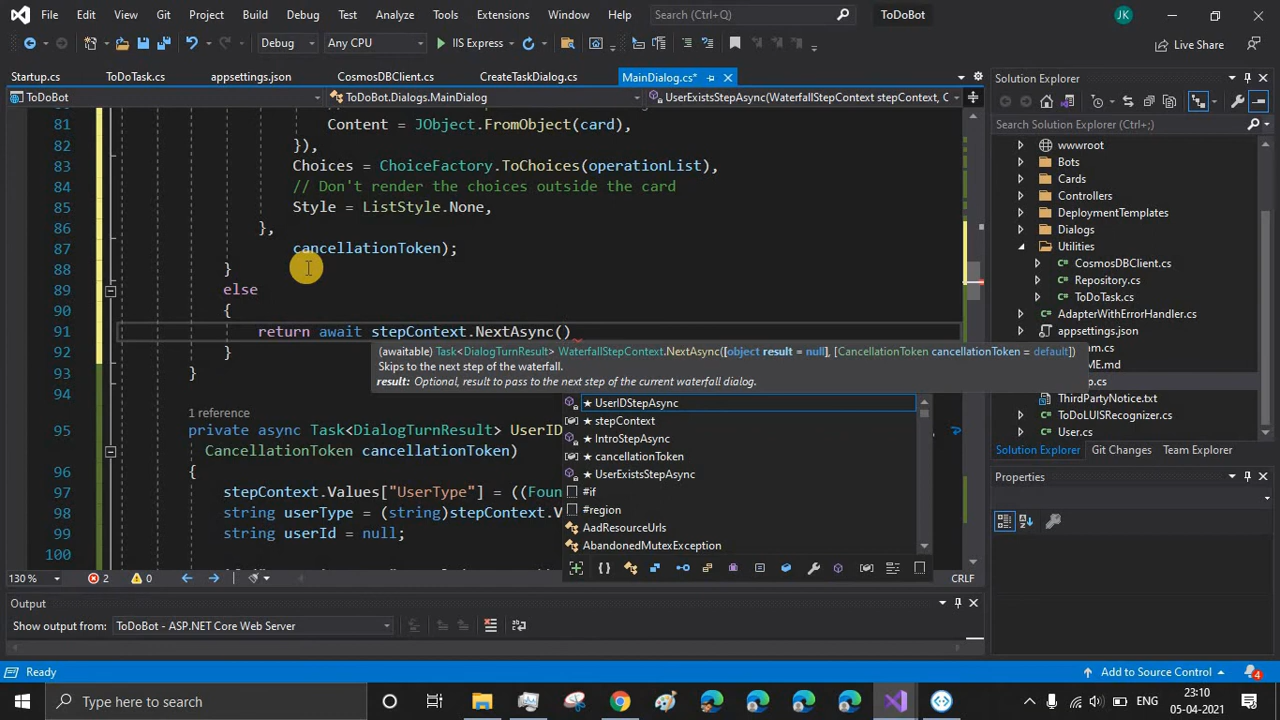 File Edit View Git Project Build Debug Test Analyze Tools Extensions Window Help Search (Ctrl+Q) ToDoBot JK
Debug Any CPU IIS Express Live Share
Startup.cs ToDoTask.cs appsettings.json CosmosDBClient.cs CreateTaskDialog.cs MainDialog.cs*
ToDoBot ToDoBot.Dialogs.MainDialog UserExistsStepAsync(WaterfallStepContext stepContext, C
81 Content = JObject.FromObject(card),
82 }),
83 Choices = ChoiceFactory.ToChoices(operationList),
84 // Don't render the choices outside the card
85 Style = ListStyle.None,
86 },
87 cancellationToken);
88 }
89 else
90 {
91 return await stepContext.NextAsync()
92 }
(awaitable) Task<DialogTurnResult> WaterfallStepContext.NextAsync([object result = null], [CancellationToken cancellationToken = default])
Skips to the next step of the waterfall.
result: Optional, result to pass to the next step of the current waterfall dialog.
93 }
94
★ UserIDStepAsync
★ stepContext
★ IntroStepAsync
★ cancellationToken
★ UserExistsStepAsync
#if
#region
AadResourceUrls
AbandonedMutexException
1 reference
95 private async Task<DialogTurnResult> UserID
CancellationToken cancellationToken)
96 {
97 stepContext.Values["UserType"] = ((Foun
98 string userType = (string)stepContext.V
99 string userId = null;
100
130 % 2 0 CRLF
Output
Show output from: ToDoBot - ASP.NET Core Web Server
Solution Explorer
Search Solution Explorer (Ctrl+;)
wwwroot
Bots
Cards
Controllers
DeploymentTemplates
Dialogs
Utilities
CosmosDBClient.cs
Repository.cs
ToDoTask.cs
AdapterWithErrorHandler.cs
appsettings.json
ThirdPartyNotice.txt
ToDoLUISRecognizer.cs
User.cs
Solution Explorer Git Changes Team Explorer
Properties
Ready Add to Source Control 4
Type here to search ENG 23:10
05-04-2021